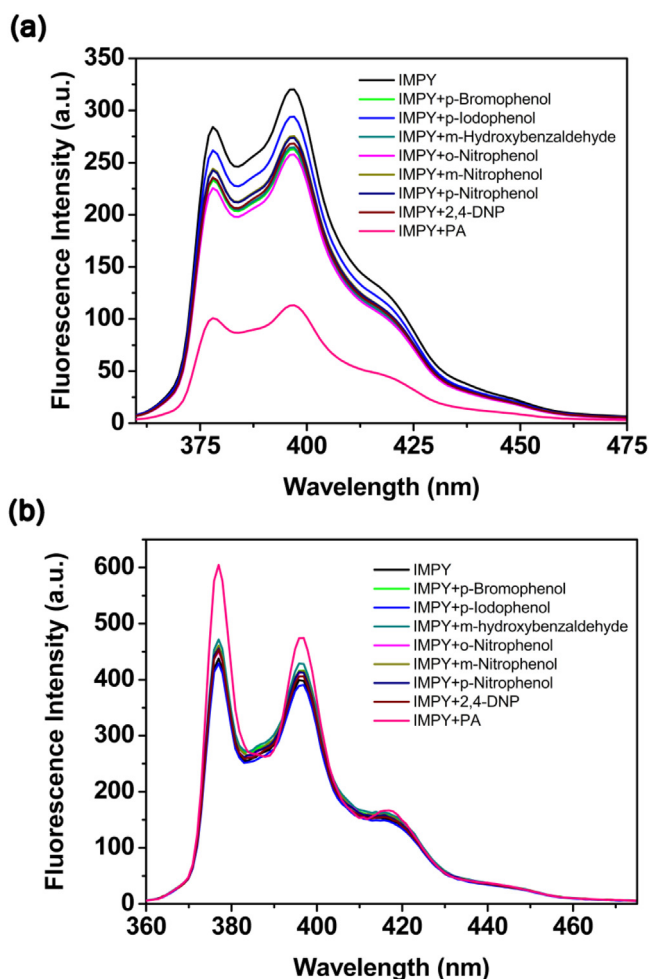 (a)
Fluorescence Intensity (a.u.)
350
300
250
200
150
100
50
0
IMPY
IMPY+p-Bromophenol
IMPY+p-Iodophenol
IMPY+m-Hydroxybenzaldehyde
IMPY+o-Nitrophenol
IMPY+m-Nitrophenol
IMPY+p-Nitrophenol
IMPY+2,4-DNP
IMPY+PA
375 400 425 450 475
Wavelength (nm)
(b)
Fluorescence Intensity (a.u.)
600
500
400
300
200
100
0
IMPY
IMPY+p-Bromophenol
IMPY+p-Iodophenol
IMPY+m-hydroxybenzaldehyde
IMPY+o-Nitrophenol
IMPY+m-Nitrophenol
IMPY+p-Nitrophenol
IMPY+2,4-DNP
IMPY+PA
360 380 400 420 440 460
Wavelength (nm)